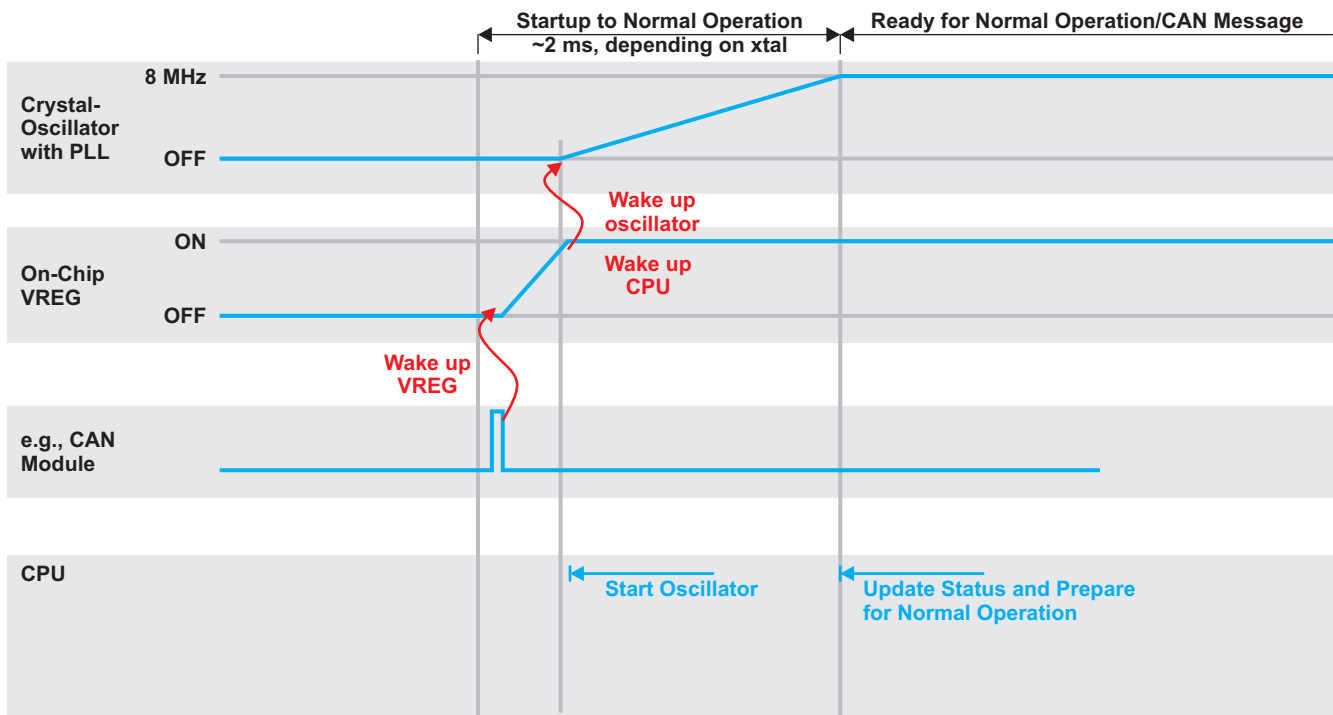 Startup to Normal Operation
~2 ms, depending on xtal
Ready for Normal Operation/CAN Message
8 MHz
Crystal-
Oscillator
with PLL
OFF
Wake up
oscillator
ON
Wake up
CPU
On-Chip
VREG
OFF
Wake up
VREG
e.g., CAN
Module
CPU
Start Oscillator
Update Status and Prepare
for Normal Operation